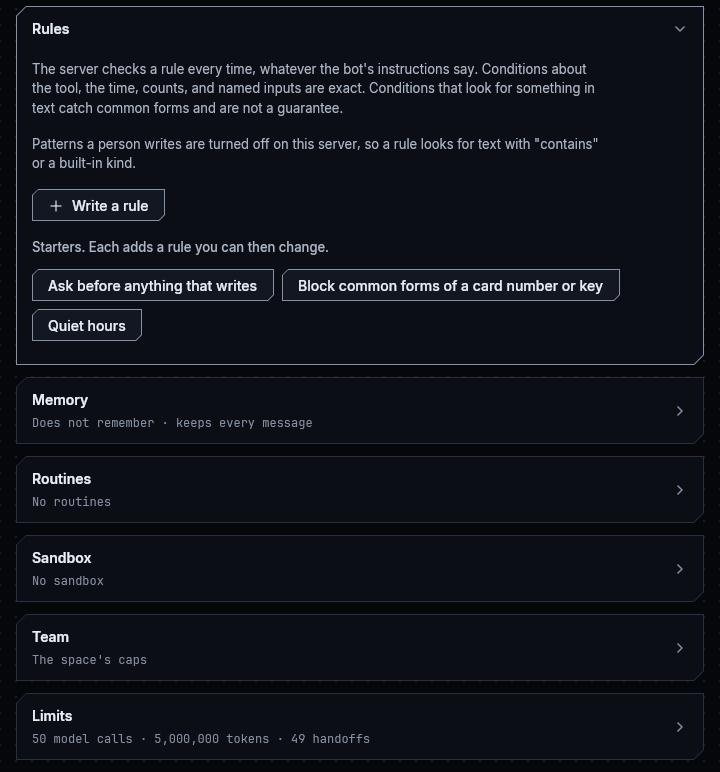 Rules
The server checks a rule every time, whatever the bot's instructions say. Conditions about
the tool, the time, counts, and named inputs are exact. Conditions that look for something in
text catch common forms and are not a guarantee.
Patterns a person writes are turned off on this server, so a rule looks for text with "contains"
or a built-in kind.
Write a rule
Starters. Each adds a rule you can then change.
Ask before anything that writes
Block common forms of a card number or key
Quiet hours
Memory
Does not remember · keeps every message
Routines
No routines
Sandbox
No sandbox
Team
The space's caps
Limits
50 model calls · 5,000,000 tokens · 49 handoffs